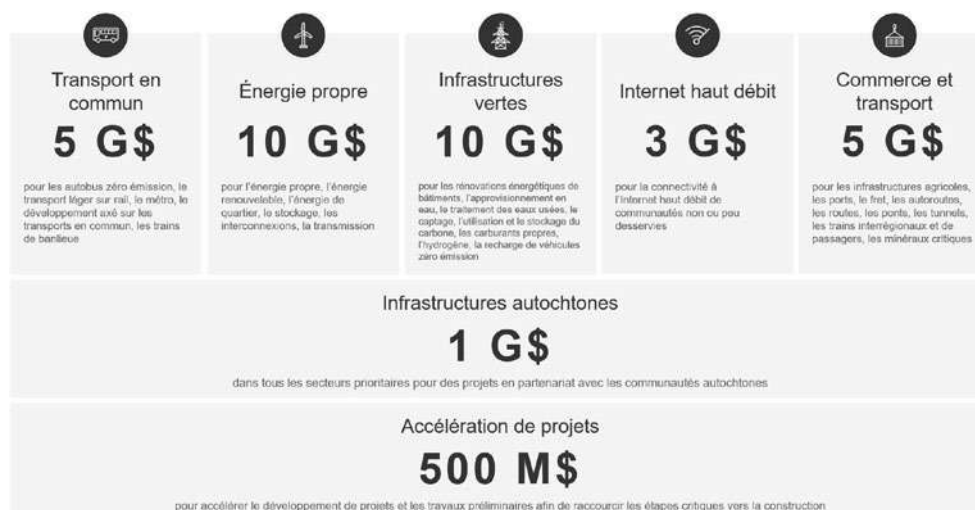 Transport en
commun
5 G$
pour les autobus zéro émission, le
transport léger sur rail, le métro, le
développement axé sur les
transports en commun, les trains
de banlieue
Énergie propre
10 G$
pour l'énergie propre, l'énergie
renouvelable, l'énergie de
quartier, le stockage, les
interconnexions, la transmission
Infrastructures
vertes
10 G$
pour les rénovations énergétiques de
bâtiments, l'approvisionnement en
eau, le traitement des eaux usées, le
captage, l'utilisation et le stockage du
carbone, les carburants propres,
l'hydrogène, la recharge de véhicules
zéro émission
Internet haut débit
3 G$
pour la connectivité à
l'Internet haut débit de
communautés non ou peu
desservies
Commerce et
transport
5 G$
pour les infrastructures agricoles,
les ports, le fret, les autoroutes,
les routes, les ponts, les tunnels,
les trains interrégionaux et de
passagers, les minéraux critiques
Infrastructures autochtones
1 G$
dans tous les secteurs prioritaires pour des projets en partenariat avec les communautés autochtones
Accélération de projets
500 M$
pour accélérer le développement de projets et les travaux préliminaires afin de raccourcir les étapes critiques vers la construction